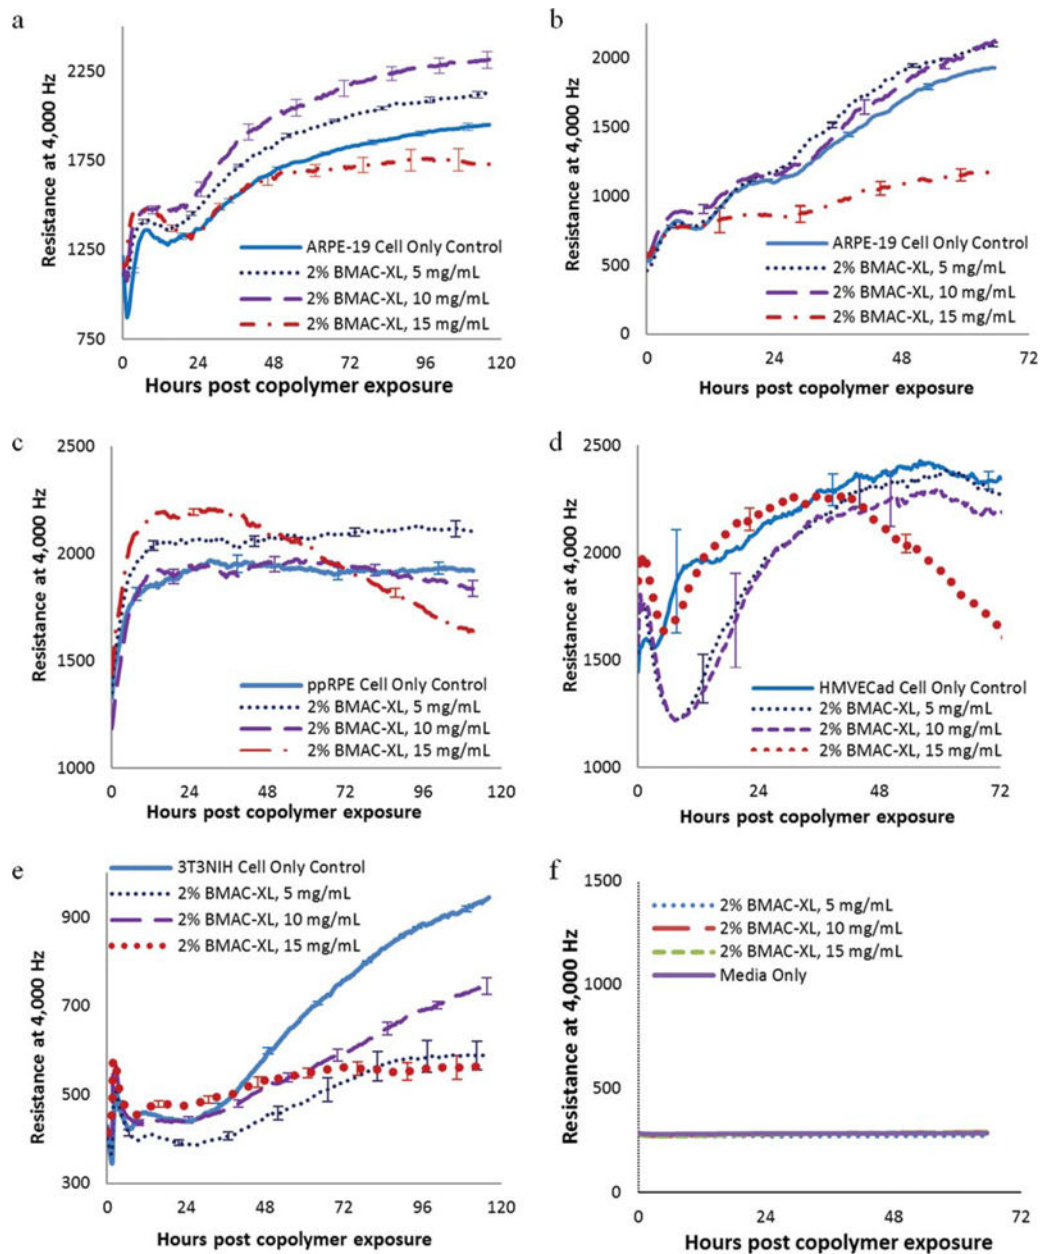 a
Resistance at 4,000 Hz
2250
1750
1250
750
ARPE-19 Cell Only Control
2% BMAC-XL, 5 mg/mL
2% BMAC-XL, 10 mg/mL
2% BMAC-XL, 15 mg/mL
0 24 48 72 96 120
Hours post copolymer exposure
b
Resistance at 4,000 Hz
2000
1500
1000
500
0
ARPE-19 Cell Only Control
2% BMAC-XL, 5 mg/mL
2% BMAC-XL, 10 mg/mL
2% BMAC-XL, 15 mg/mL
0 24 48 72
Hours post copolymer exposure
c
Resistance at 4,000 Hz
2500
2000
1500
1000
ppRPE Cell Only Control
2% BMAC-XL, 5 mg/mL
2% BMAC-XL, 10 mg/mL
2% BMAC-XL, 15 mg/mL
0 24 48 72 96 120
Hours post copolymer exposure
d
Resistance at 4,000 Hz
2500
2000
1500
1000
HMVECad Cell Only Control
2% BMAC-XL, 5 mg/mL
2% BMAC-XL, 10 mg/mL
2% BMAC-XL, 15 mg/mL
0 24 48 72
Hours post copolymer exposure
e
Resistance at 4,000 Hz
900
700
500
300
3T3NIH Cell Only Control
2% BMAC-XL, 5 mg/mL
2% BMAC-XL, 10 mg/mL
2% BMAC-XL, 15 mg/mL
0 24 48 72 96 120
Hours post copolymer exposure
f
Resistance at 4,000 Hz
1500
1000
500
0
2% BMAC-XL, 5 mg/mL
2% BMAC-XL, 10 mg/mL
2% BMAC-XL, 15 mg/mL
Media Only
0 24 48 72
Hours post copolymer exposure